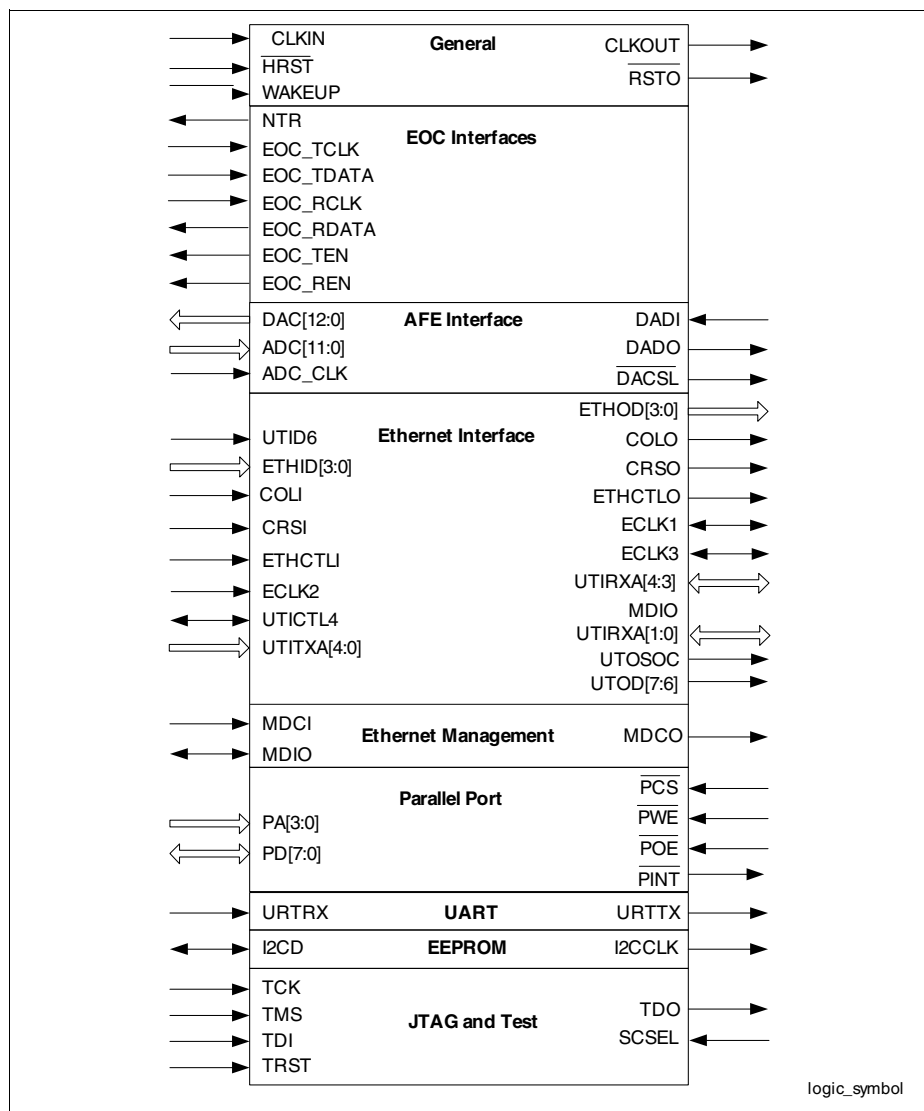 CLKIN General CLKOUT
HRST RSTO
WAKEUP
NTR
EOC Interfaces
EOC_TCLK
EOC_TDATA
EOC_RCLK
EOC_RDATA
EOC_TEN
EOC_REN
DAC[12:0] AFE Interface DADI
ADC[11:0] DADO
ADC_CLK DACSL
ETHOD[3:0]
UTID6 Ethernet Interface COLO
ETHID[3:0] CRSO
COLI ETHCTLO
CRSI ECLK1
ETHCTLI ECLK3
ECLK2 UTIRXA[4:3]
UTICTL4 MDIO
UTITXA[4:0] UTIRXA[1:0]
UTOSOC
UTOD[7:6]
MDCI Ethernet Management MDCO
MDIO
Parallel Port PCS
PA[3:0] PWE
PD[7:0] POE
PINT
URTRX UART URTTX
I2CD EEPROM I2CCLK
TCK
TMS JTAG and Test TDO
TDI SCSEL
TRST
logic_symbol